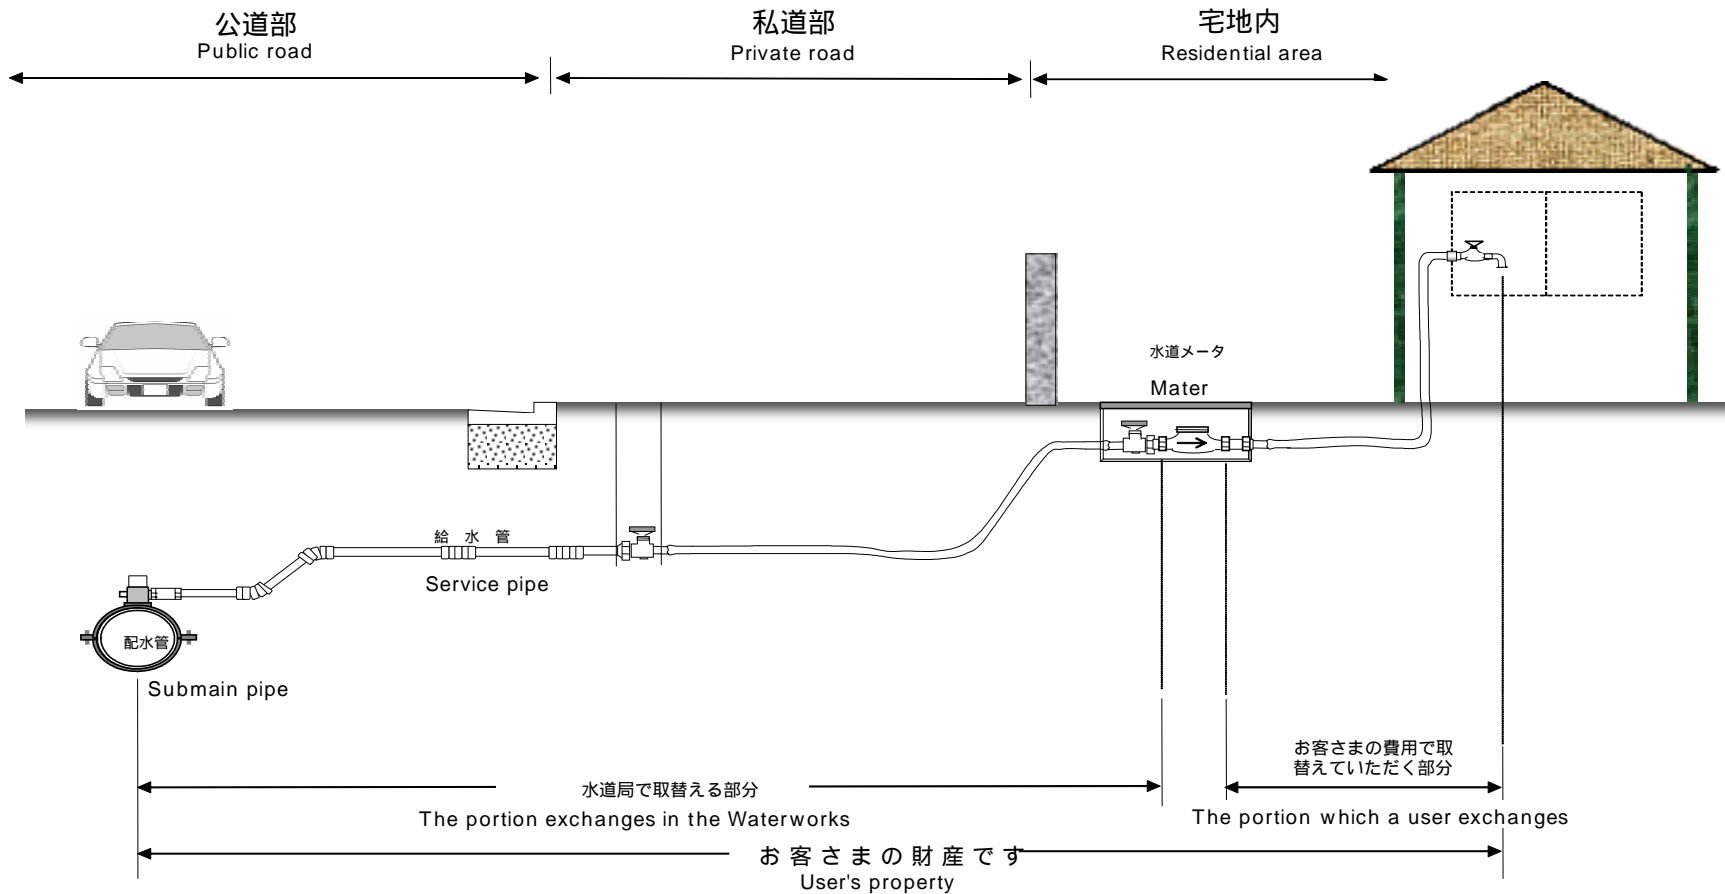 公道部
Public road
私道部
Private road
宅地内
Residential area
水道メータ
Mater
給水管
Service pipe
配水管
Submain pipe
お客さまの費用で取
替えていただく部分
水道局で取替える部分
The portion exchanges in the Waterworks
The portion which a user exchanges
お客さまの財産です
User's property